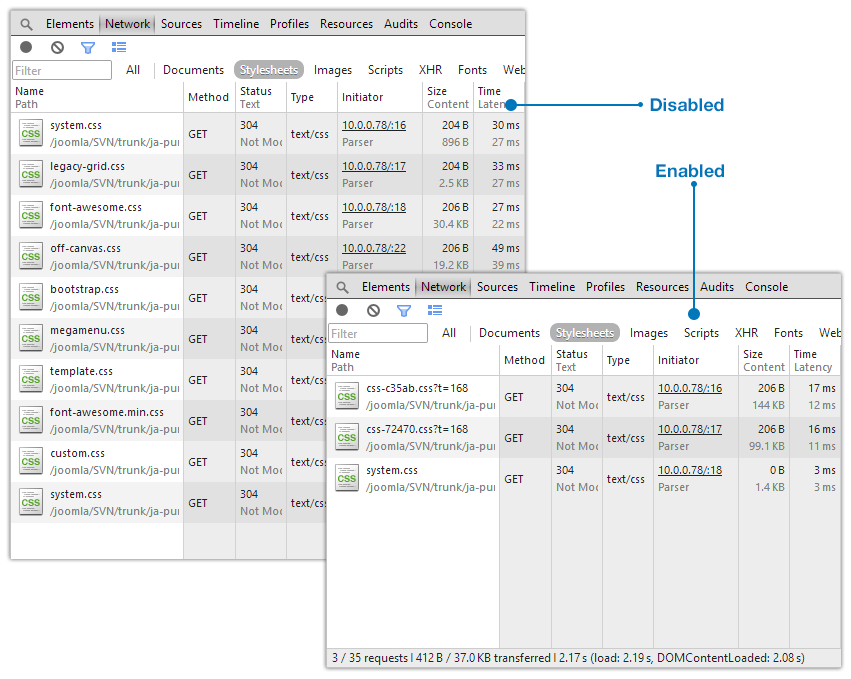 Elements Network Sources Timeline Profiles Resources Audits Console
Filter All Documents Stylesheets Images Scripts XHR Fonts Web
Name Method Status Type Initiator Size Time
Path Text Content Laten
Disabled
system.css GET 304 text/css 10.0.0.78/:16 204 B 30 ms
/joomla/SVN/trunk/ja-pur Not Moc Parser 896 B 27 ms
legacy-grid.css GET 304 text/css 10.0.0.78/:17 204 B 33 ms
/joomla/SVN/trunk/ja-pur Not Moc Parser 2.5 KB 27 ms
font-awesome.css GET 304 text/css 10.0.0.78/:18 206 B 27 ms
/joomla/SVN/trunk/ja-pur Not Moc Parser 30.4 KB 22 ms
off-canvas.css GET 304 text/css 10.0.0.78/:22 206 B 49 ms
/joomla/SVN/trunk/ja-pur Not Moc Parser 19.2 KB 39 ms
bootstrap.css GET 304 text/css
/joomla/SVN/trunk/ja-pur Not Moc
megamenu.css GET 304 text/css
/joomla/SVN/trunk/ja-pur Not Moc
template.css GET 304 text/css
/joomla/SVN/trunk/ja-pur Not Moc
font-awesome.min.css GET 304 text/css
/joomla/SVN/trunk/ja-pur Not Moc
custom.css GET 304 text/css
/joomla/SVN/trunk/ja-pur Not Moc
system.css GET 304 text/css
/joomla/SVN/trunk/ja-pur Not Moc
Enabled
Elements Network Sources Timeline Profiles Resources Audits Console
Filter All Documents Stylesheets Images Scripts XHR Fonts Web
Name Method Status Type Initiator Size Time
Path Text Content Latency
css-c35ab.css?t=168 GET 304 text/css 10.0.0.78/:16 206 B 17 ms
/joomla/SVN/trunk/ja-pur Not Moc Parser 144 KB 12 ms
css-72470.css?t=168 GET 304 text/css 10.0.0.78/:17 206 B 16 ms
/joomla/SVN/trunk/ja-pur Not Moc Parser 99.1 KB 11 ms
system.css GET 304 text/css 10.0.0.78/:18 0 B 3 ms
/joomla/SVN/trunk/ja-pur Not Moc Parser 1.4 KB 3 ms
3 / 35 requests | 412 B / 37.0 KB transferred | 2.17 s (load: 2.19 s, DOMContentLoaded: 2.08 s)